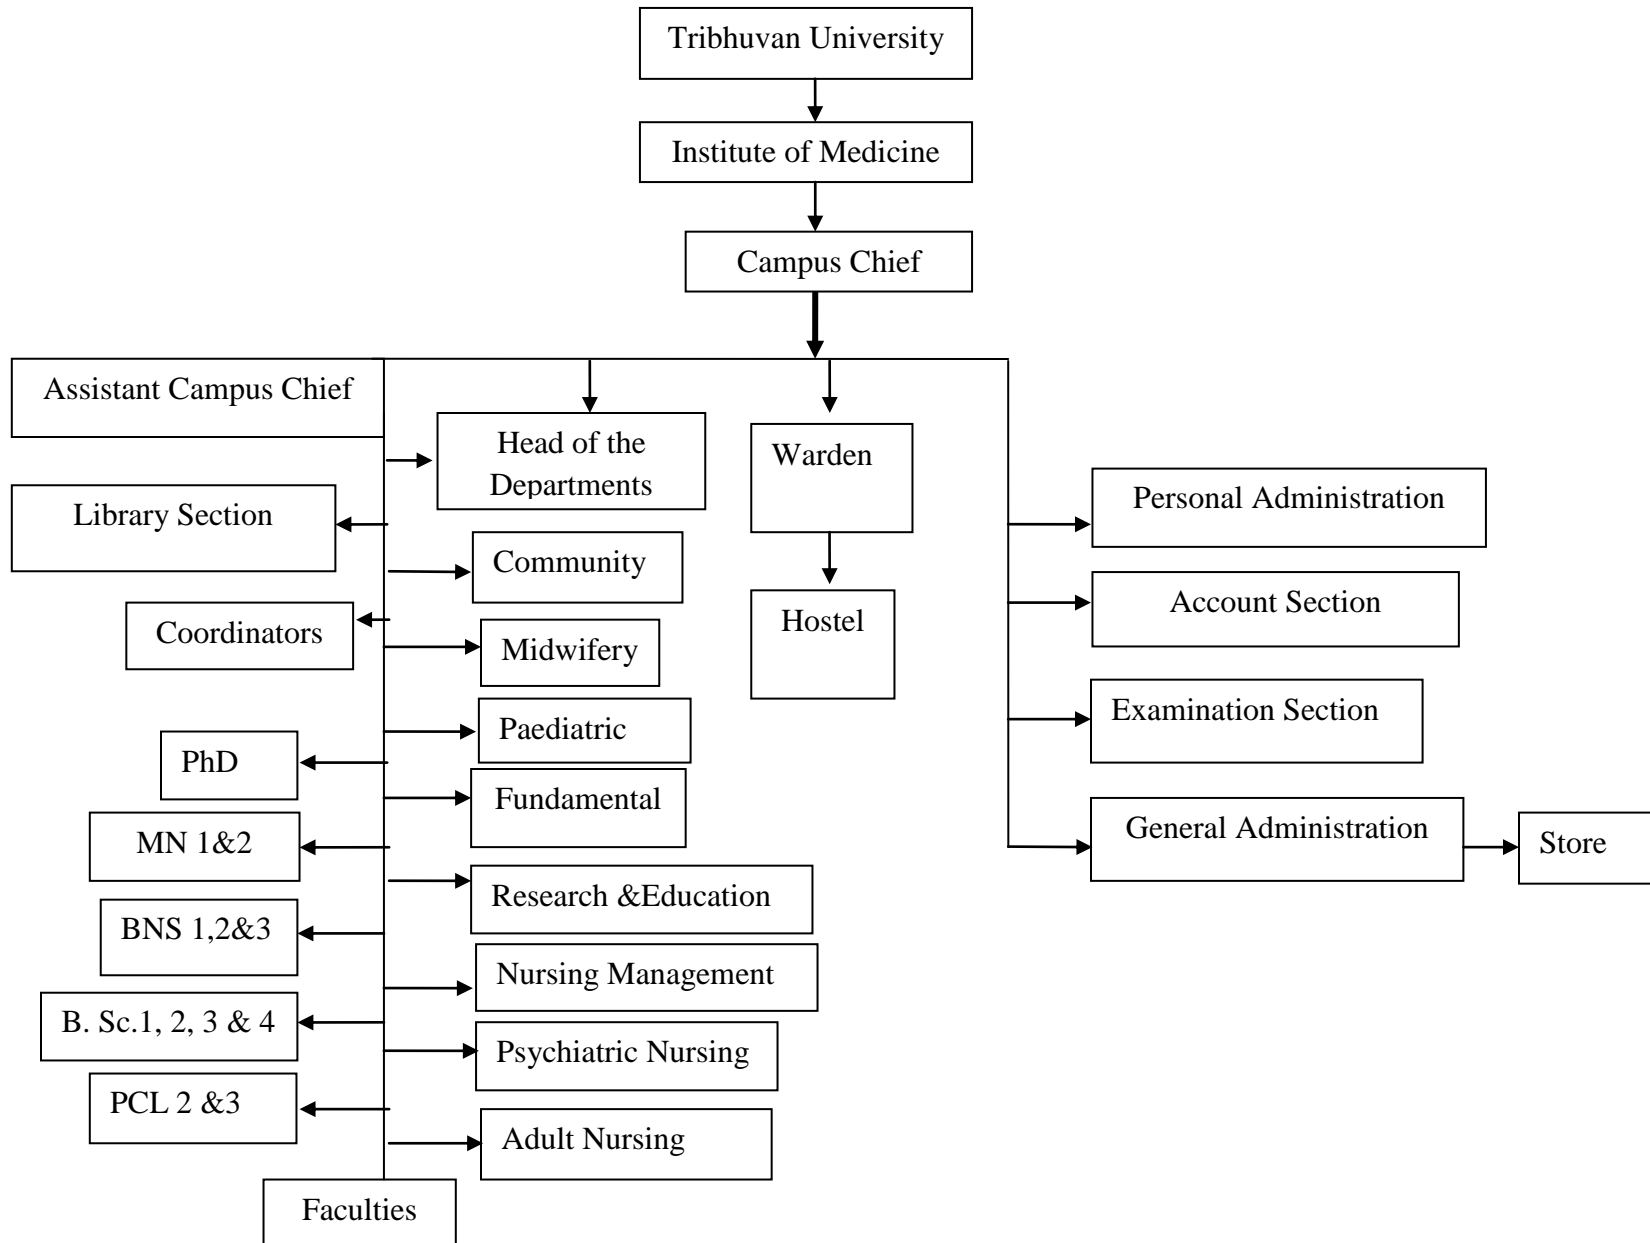 Tribhuvan University
Institute of Medicine
Campus Chief
Assistant Campus Chief
Head of the
Departments
Warden
Personal Administration
Library Section
Community
Account Section
Hostel
Coordinators
Midwifery
Examination Section
Paediatric
PhD
Fundamental
General Administration
Store
MN 1&2
Research &Education
BNS 1,2&3
Nursing Management
B. Sc.1, 2, 3 & 4
Psychiatric Nursing
PCL 2 &3
Adult Nursing
Faculties